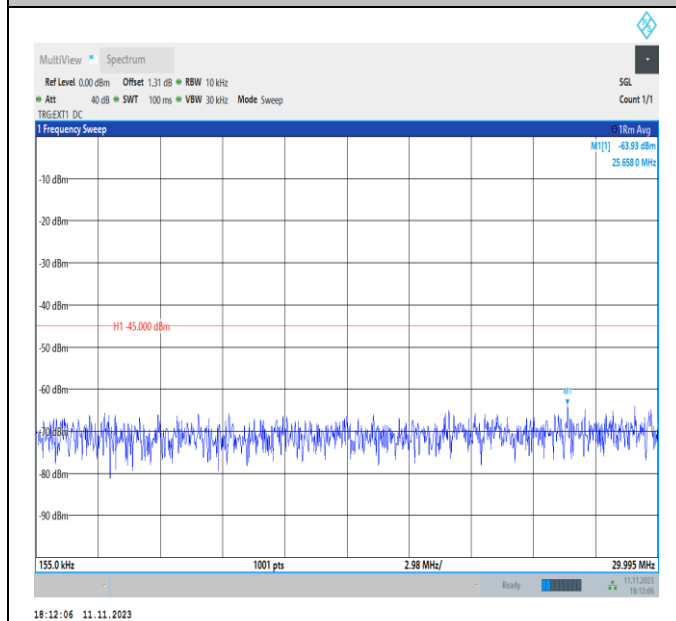 MultiView Spectrum
Ref Level 0.00 dBm Offset 1.31 dB RBW 10 kHz SGL
Att 40 dB SWT 100 ms VBW 30 kHz Mode Sweep Count 1/1
TRG:EXT1 DC
1 Frequency Sweep 1Rm Avg
M1[1] -63.93 dBm
25.658 0 MHz
-10 dBm
-20 dBm
-30 dBm
-40 dBm
H1 -45.000 dBm
-50 dBm
-60 dBm
M1
-70 dBm
-80 dBm
-90 dBm
155.0 kHz 1001 pts 2.98 MHz/ 29.995 MHz
Ready 11.11.2023
18:12:06
18:12:06 11.11.2023